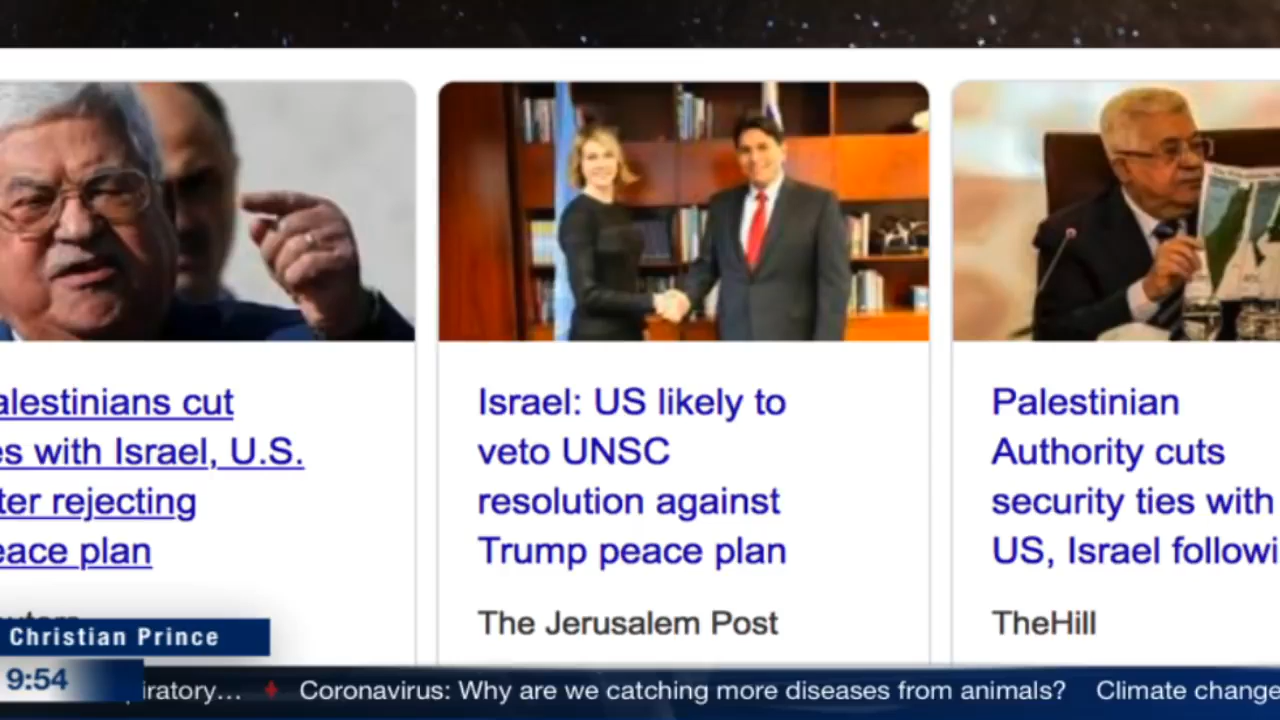 alestinians cut
es with Israel, U.S.
ter rejecting
eace plan
Israel: US likely to
veto UNSC
resolution against
Trump peace plan
The Jerusalem Post
Palestinian
Authority cuts
security ties with
US, Israel followi
TheHill
Christian Prince
9:54
iratory… Coronavirus: Why are we catching more diseases from animals? Climate change